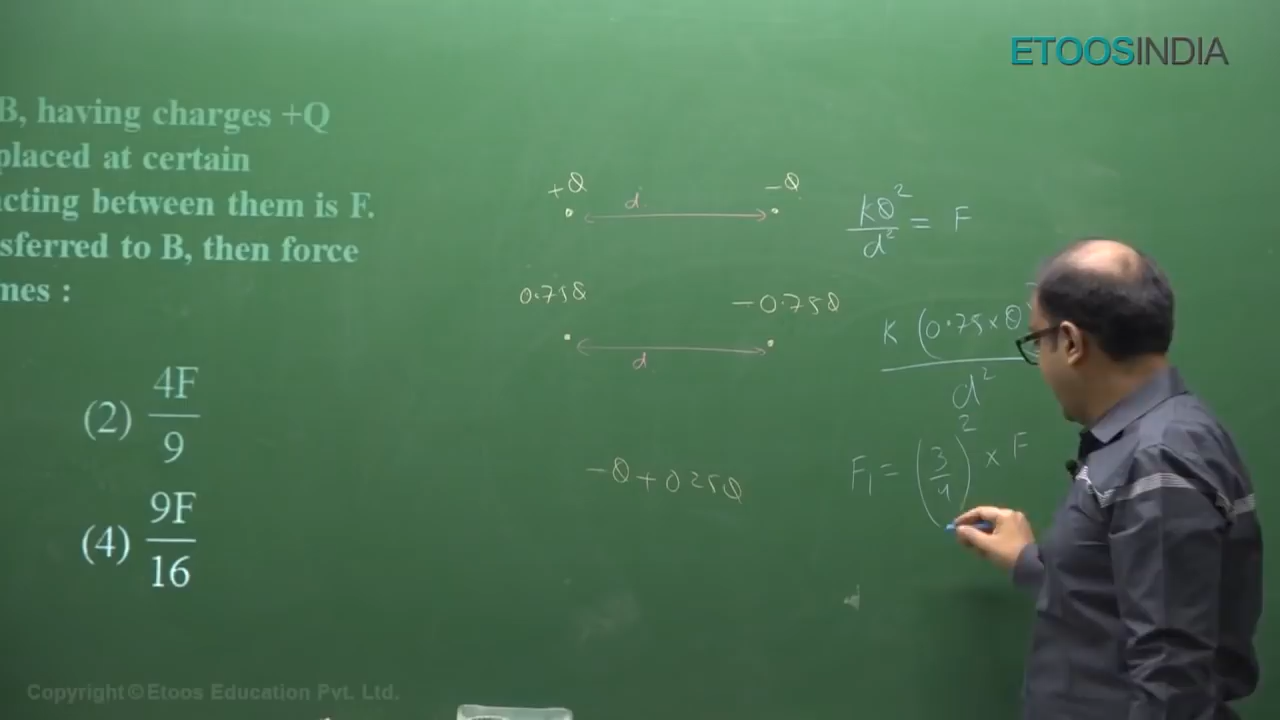 ETOOSINDIA
B, having charges +Q
placed at certain
acting between them is F.
sferred to B, then force
mes :
(2) 4F/9
(4) 9F/16
+Q d -Q
KQ²/d² = F
0.75Q d -0.75Q
K (0.75×Q / d²
-Q + 0.25Q
F₁ = (3/4)² × F
Copyright © Etoos Education Pvt. Ltd.